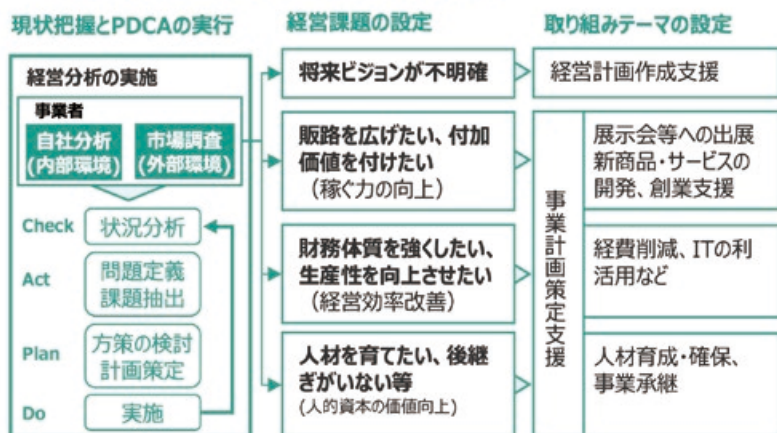 現状把握とPDCAの実行
経営分析の実施
事業者
自社分析
(内部環境)
市場調査
(外部環境)
Check
状況分析
Act
問題定義
課題抽出
Plan
方策の検討
計画策定
Do
実施
経営課題の設定
将来ビジョンが不明確
販路を広げたい、付加
価値を付けたい
(稼ぐ力の向上)
財務体質を強くしたい、
生産性を向上させたい
(経営効率改善)
人材を育てたい、後継
ぎがいない等
(人的資本の価値向上)
取り組みテーマの設定
経営計画作成支援
事業計画策定支援
展示会等への出展
新商品・サービスの
開発、創業支援
経費削減、ITの利
活用など
人材育成・確保、
事業承継